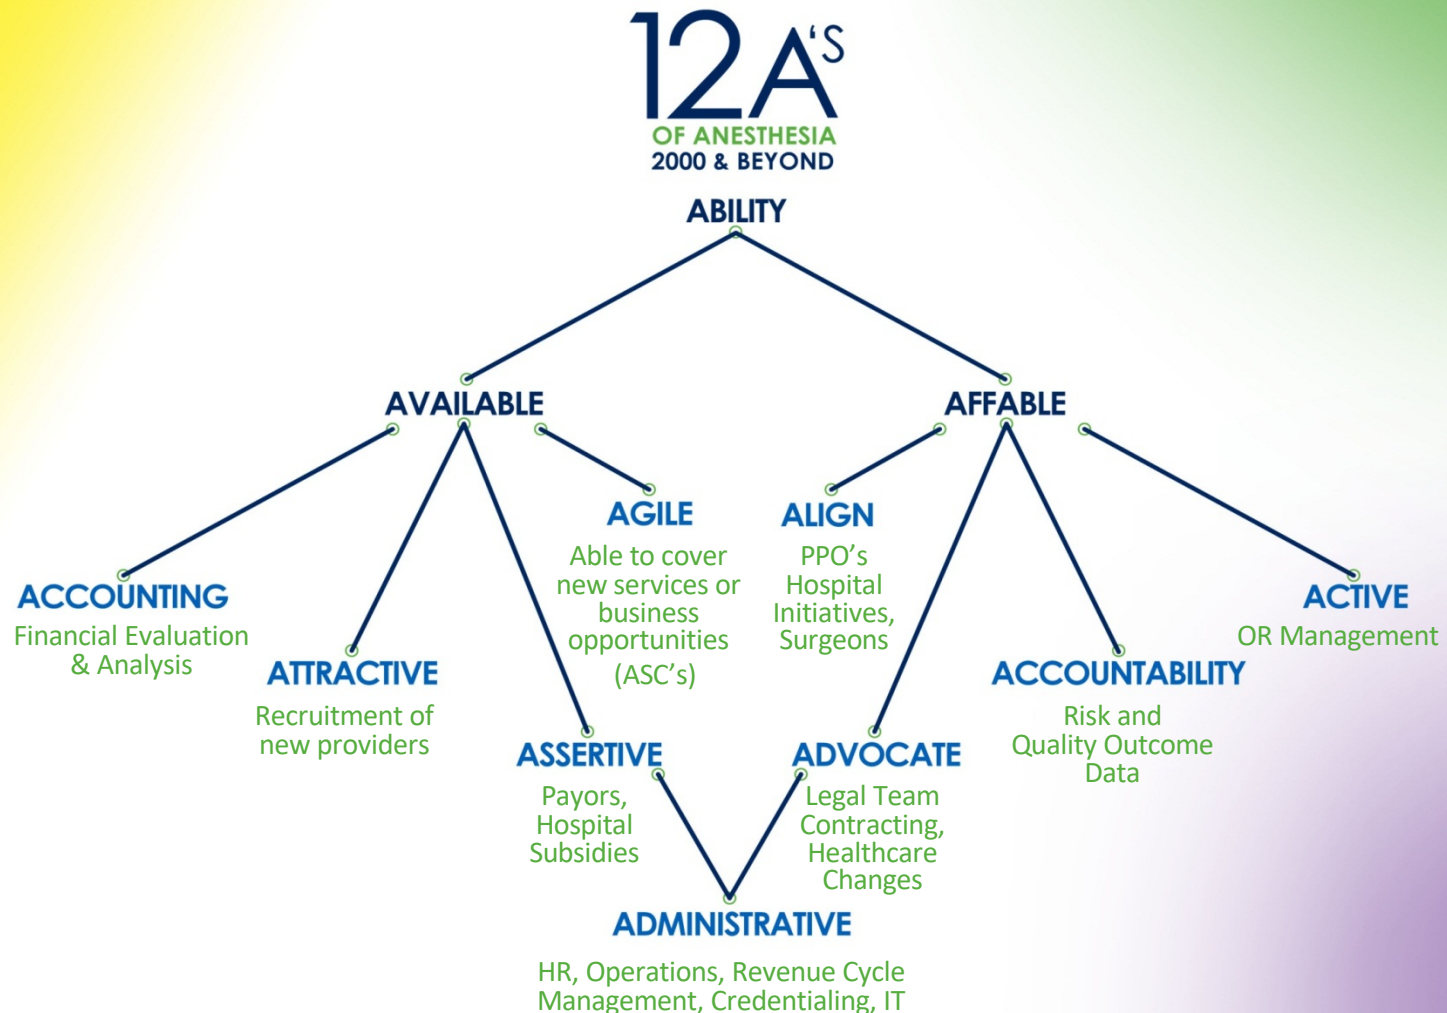 12A'S
OF ANESTHESIA
2000 & BEYOND
ABILITY
AVAILABLE
AFFABLE
AGILE
Able to cover
new services or
business
opportunities
(ASC's)
ALIGN
PPO's
Hospital
Initiatives,
Surgeons
ACCOUNTING
Financial Evaluation
& Analysis
ACTIVE
OR Management
ATTRACTIVE
Recruitment of
new providers
ACCOUNTABILITY
Risk and
Quality Outcome
Data
ASSERTIVE
Payors,
Hospital
Subsidies
ADVOCATE
Legal Team
Contracting,
Healthcare
Changes
ADMINISTRATIVE
HR, Operations, Revenue Cycle
Management, Credentialing, IT